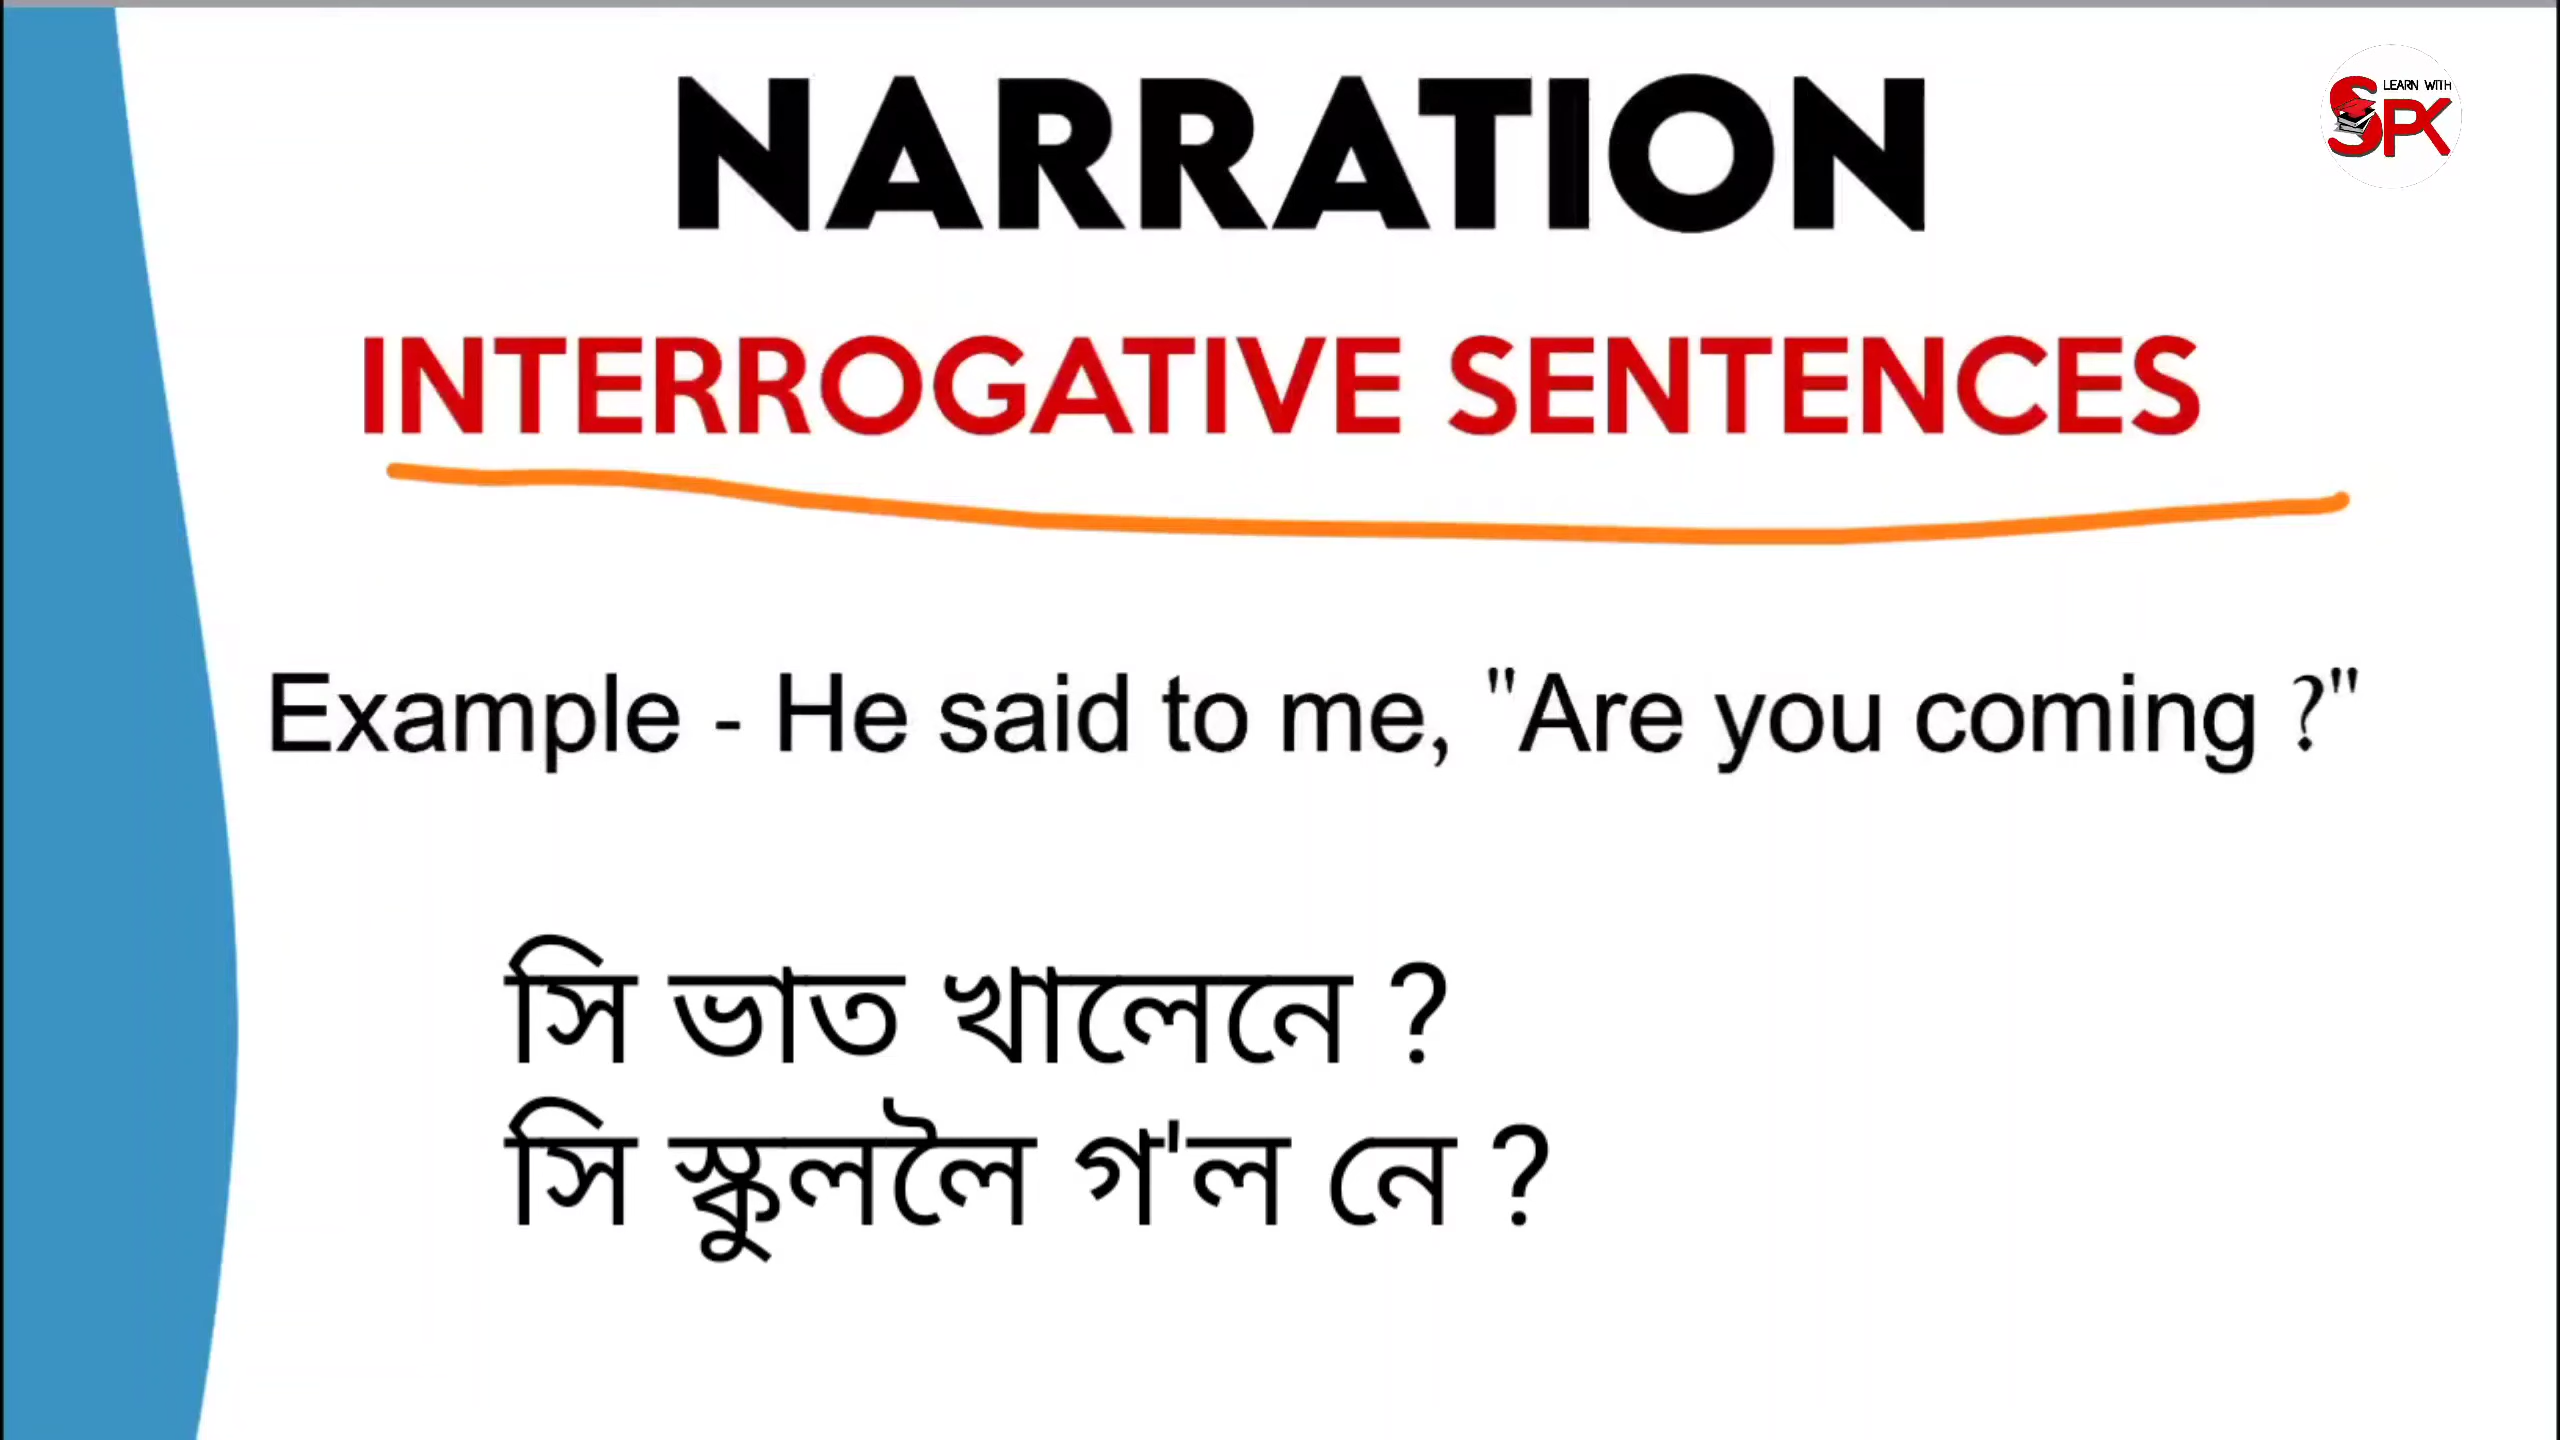 LEARN WITH
SPK
NARRATION
INTERROGATIVE SENTENCES
Example - He said to me, "Are you coming ?"
সি ভাত খালেনে ?
সি স্কুললৈ গ'ল নে ?